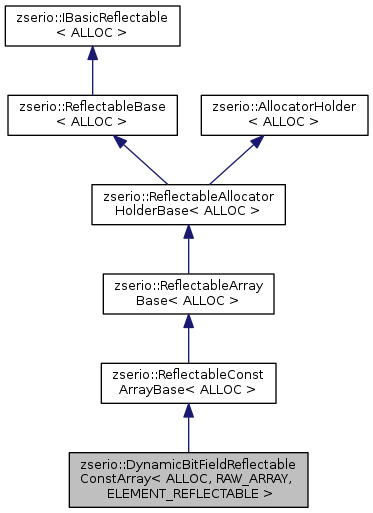 zserio::IBasicReflectable
< ALLOC >
zserio::ReflectableBase
< ALLOC >
zserio::AllocatorHolder
< ALLOC >
zserio::ReflectableAllocator
HolderBase< ALLOC >
zserio::ReflectableArray
Base< ALLOC >
zserio::ReflectableConst
ArrayBase< ALLOC >
zserio::DynamicBitFieldReflectable
ConstArray< ALLOC, RAW_ARRAY,
ELEMENT_REFLECTABLE >